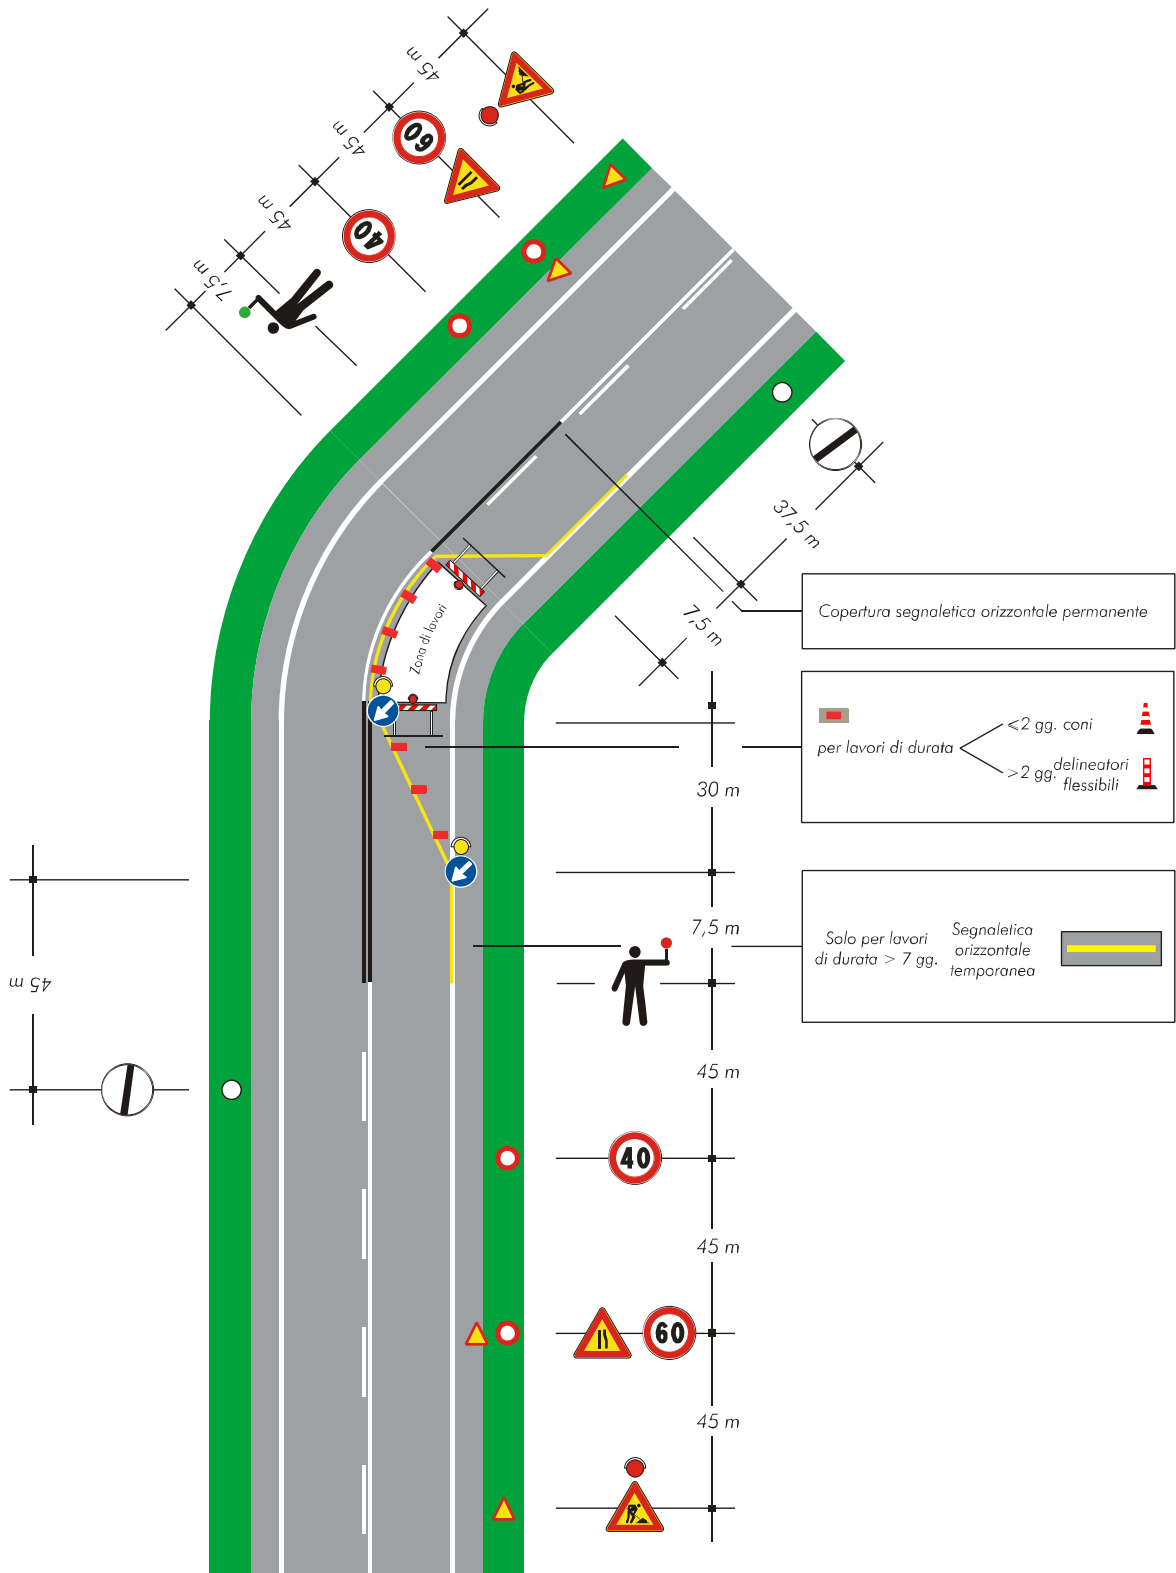 45 m
45 m
60
45 m
40
7,5 m
37,5 m
7,5 m
Copertura segnaletica orizzontale permanente
Zona di lavori
per lavori di durata
≤2 gg. coni
>2 gg. delineatori
flessibili
30 m
7,5 m
Solo per lavori
di durata > 7 gg.
Segnaletica
orizzontale
temporanea
45 m
45 m
40
45 m
60
45 m